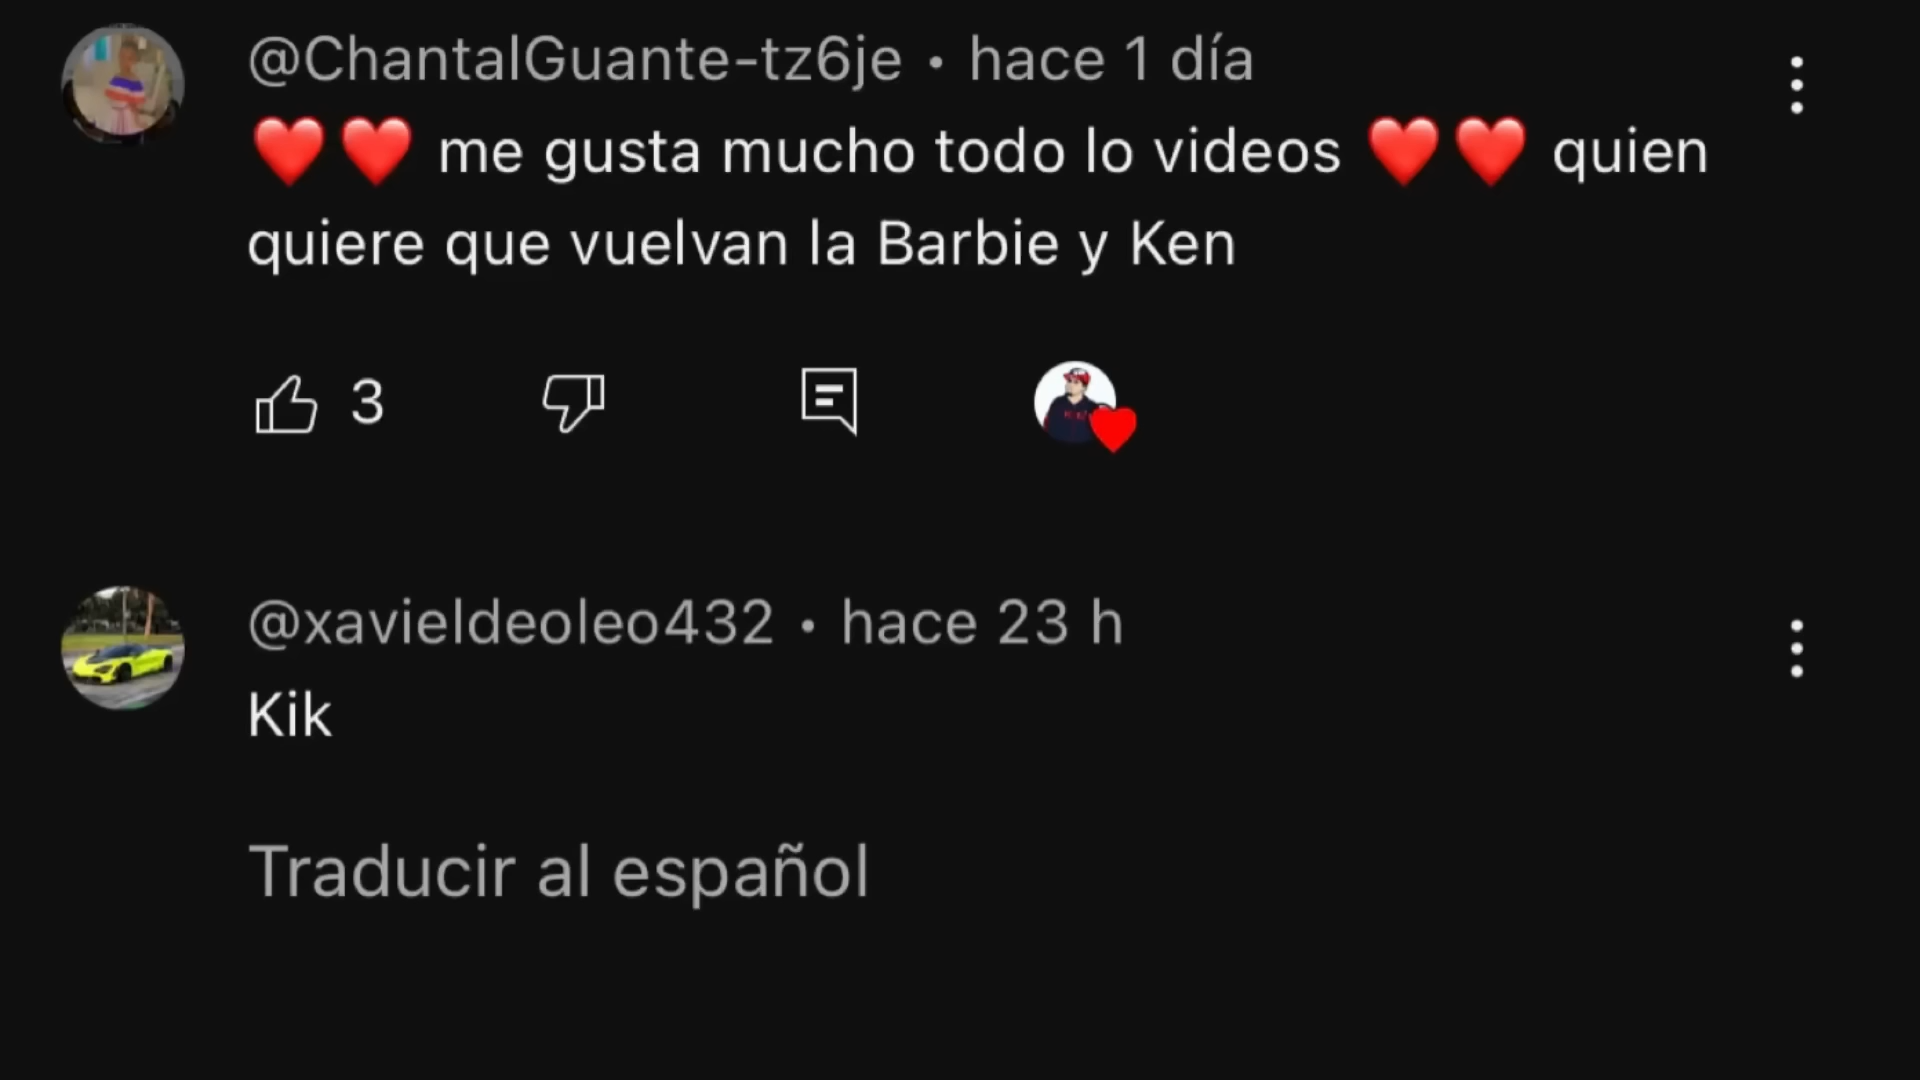 @ChantalGuante-tz6je • hace 1 día
❤️❤️ me gusta mucho todo lo videos ❤️❤️ quien
quiere que vuelvan la Barbie y Ken
3
@xavieldeoleo432 • hace 23 h
Kik
Traducir al español